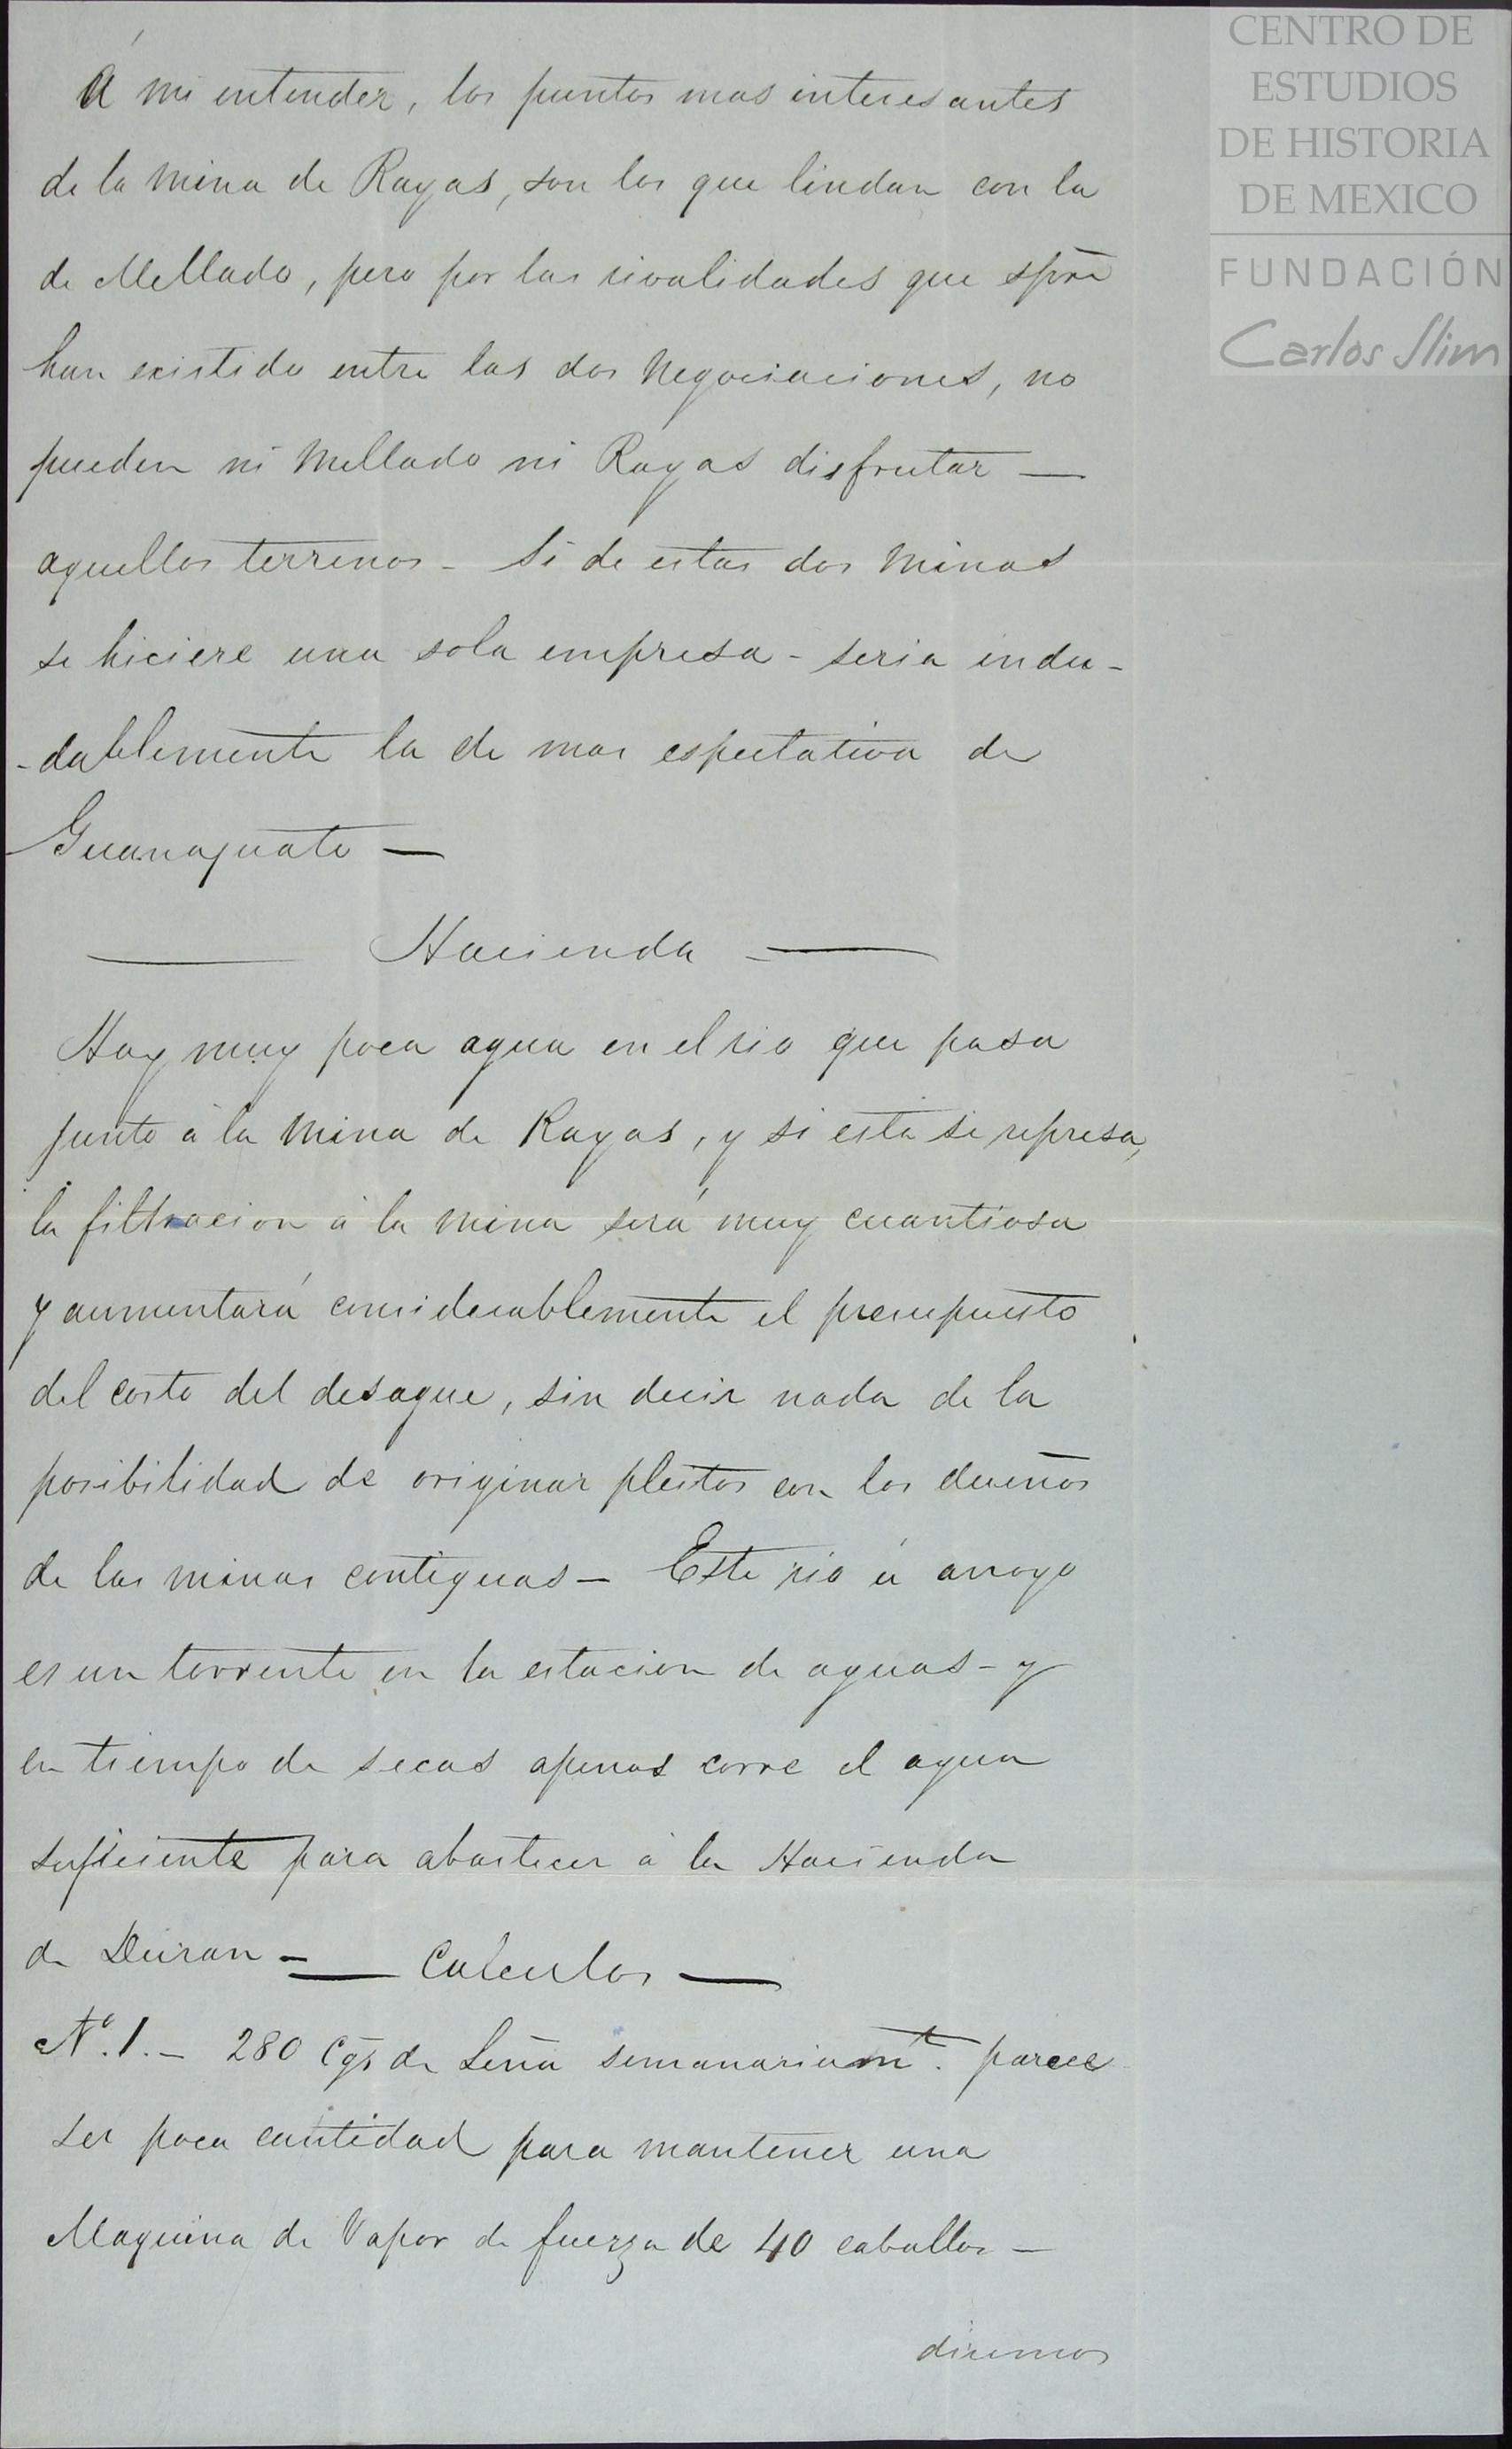 CENTRO DE
ESTUDIOS
DE HISTORIA
DE MEXICO
FUNDACIÓN
Carlos Slim
Á mi entender, los puntos mas interesantes
de la Mina de Rayas, son los que lindan con la
de Mellado, pero por las rivalidades que spre
han existido entre las dos Negociaciones, no
pueden ni Mellado ni Rayas disfrutar —
aquellos terrenos - Si de estas dos Minas
se hiciere una sola empresa - seria indu-
-dablemente la de mas espectativa de
Guanajuato —
— Hacienda —
Hay muy poca agua en el rio que pasa
junto á la Mina de Rayas, y si esta se represa,
la filtracion á la Mina será muy cuantiosa
y aumentará considerablemente el presupuesto
del costo del desague, sin decir nada de la
posibilidad de originar pleitos con los dueños
de las minas contiguas — Este rio ú arroyo
es un torrente en la estacion de aguas - y
en tiempo de secas apenas corre el agua
suficiente para abastecer á la Hacienda
de Duran — — Calculos —
Nº. 1. — 280 Cgs de Leña semanariamte. parece
ser poca cantidad para mantener una
Maquina de Vapor de fuerza de 40 caballos —
diremos